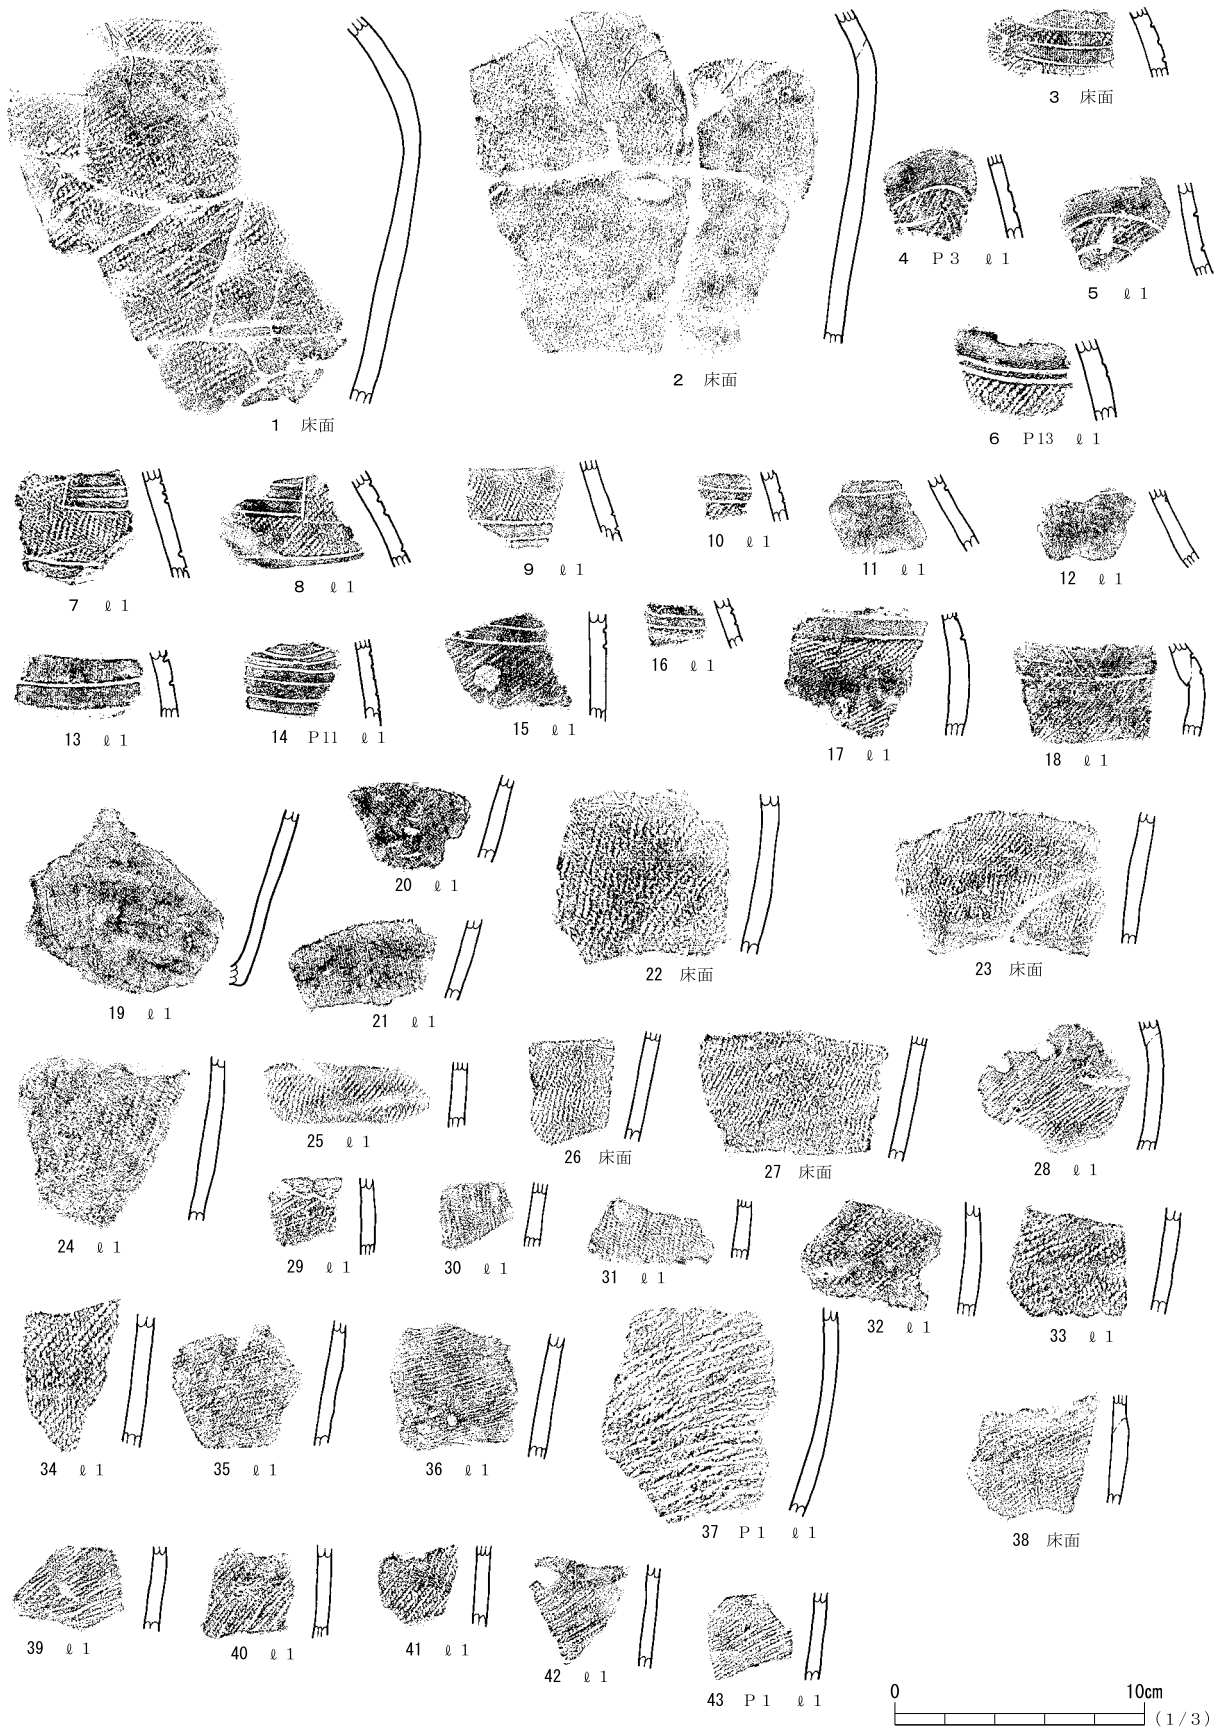 1 床面
2 床面
3 床面
4 P3 ℓ1
5 ℓ1
6 P13 ℓ1
7 ℓ1
8 ℓ1
9 ℓ1
10 ℓ1
11 ℓ1
12 ℓ1
13 ℓ1
14 P11 ℓ1
15 ℓ1
16 ℓ1
17 ℓ1
18 ℓ1
19 ℓ1
20 ℓ1
21 ℓ1
22 床面
23 床面
24 ℓ1
25 ℓ1
26 床面
27 床面
28 ℓ1
29 ℓ1
30 ℓ1
31 ℓ1
32 ℓ1
33 ℓ1
34 ℓ1
35 ℓ1
36 ℓ1
37 P1 ℓ1
38 床面
39 ℓ1
40 ℓ1
41 ℓ1
42 ℓ1
43 P1 ℓ1
0 10cm
(1/3)